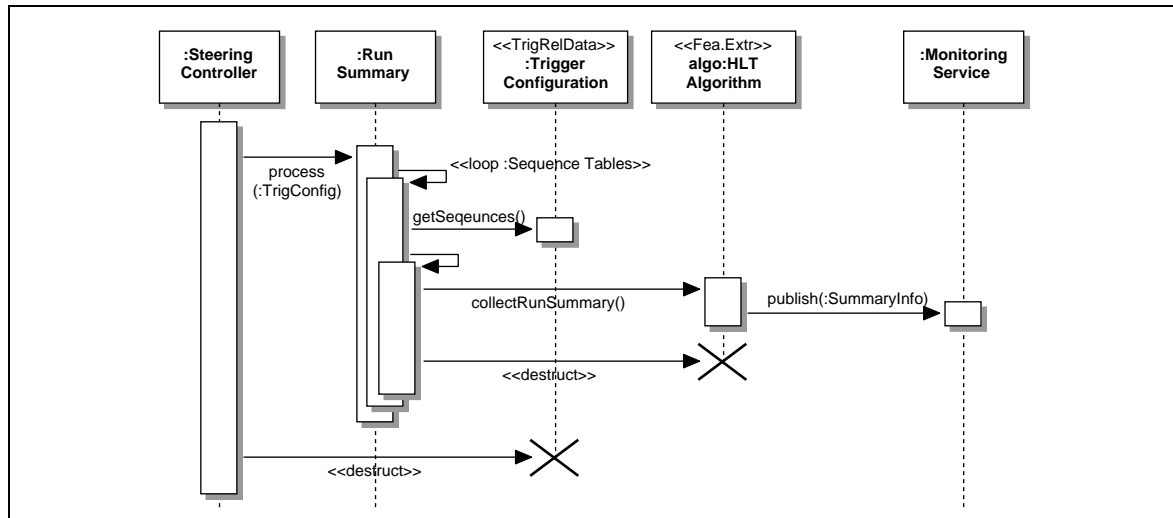 :Steering
Controller
:Run
Summary
<<TrigRelData>>
:Trigger
Configuration
<<Fea.Extr>>
algo:HLT
Algorithm
:Monitoring
Service
process
(:TrigConfig)
<<loop :Sequence Tables>>
getSeqeunces()
collectRunSummary()
publish(:SummaryInfo)
<<destruct>>
<<destruct>>